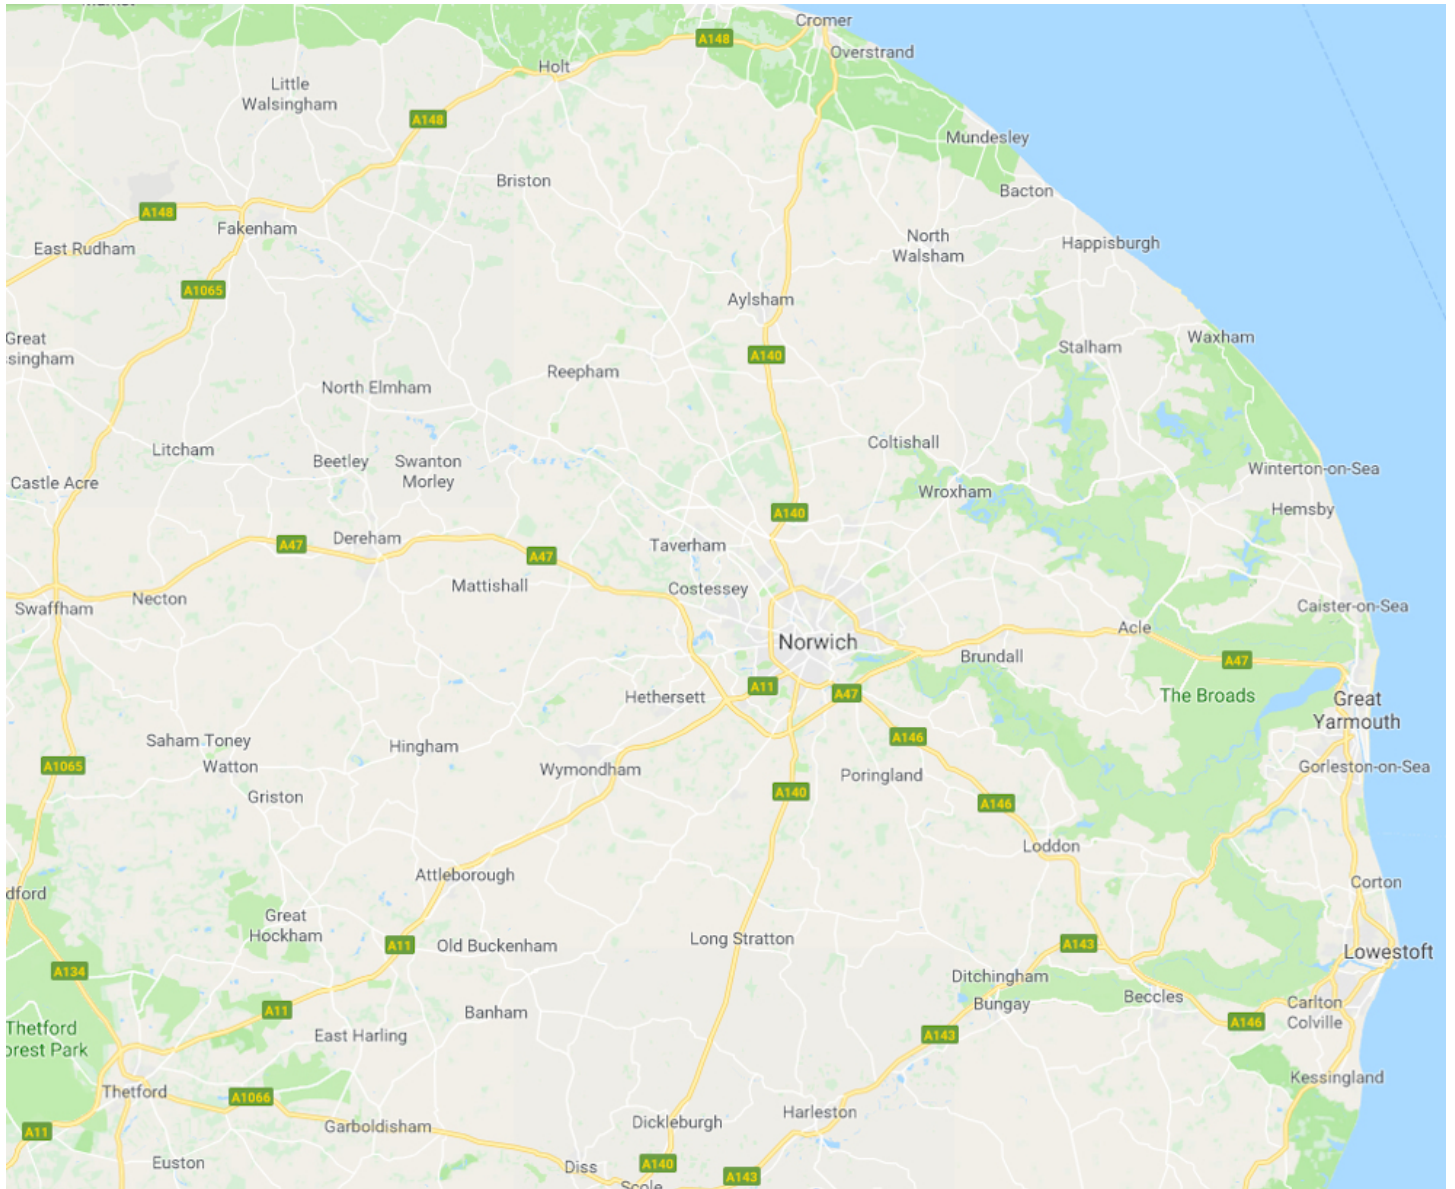 Cromer
A148
Overstrand
Holt
Little
Walsingham
A148
Mundesley
Briston
Bacton
A148
Fakenham
East Rudham
North
Walsham
Happisburgh
A1065
Aylsham
Great
ssingham
Waxham
Stalham
A140
Reepham
North Elmham
Coltishall
Litcham
Beetley
Swanton
Morley
Winterton-on-Sea
Castle Acre
Wroxham
Hemsby
A140
Dereham
A47
Taverham
A47
Mattishall
Costessey
Necton
Swaffham
Caister-on-Sea
Acle
Norwich
Brundall
A47
A11
A47
Hethersett
The Broads
Great
Yarmouth
A146
Saham Toney
Hingham
Watton
A1065
Wymondham
Poringland
Gorleston-on-Sea
Griston
A140
A146
Loddon
Attleborough
Corton
dford
Great
Hockham
A11
Old Buckenham
Long Stratton
A143
Lowestoft
A134
Ditchingham
Bungay
Beccles
Carlton
Colville
A11
Banham
A146
Thetford
orest Park
East Harling
A143
Kessingland
Thetford
A1066
Garboldisham
Dickleburgh
Harleston
A11
Euston
Diss
A140
A143
Scole